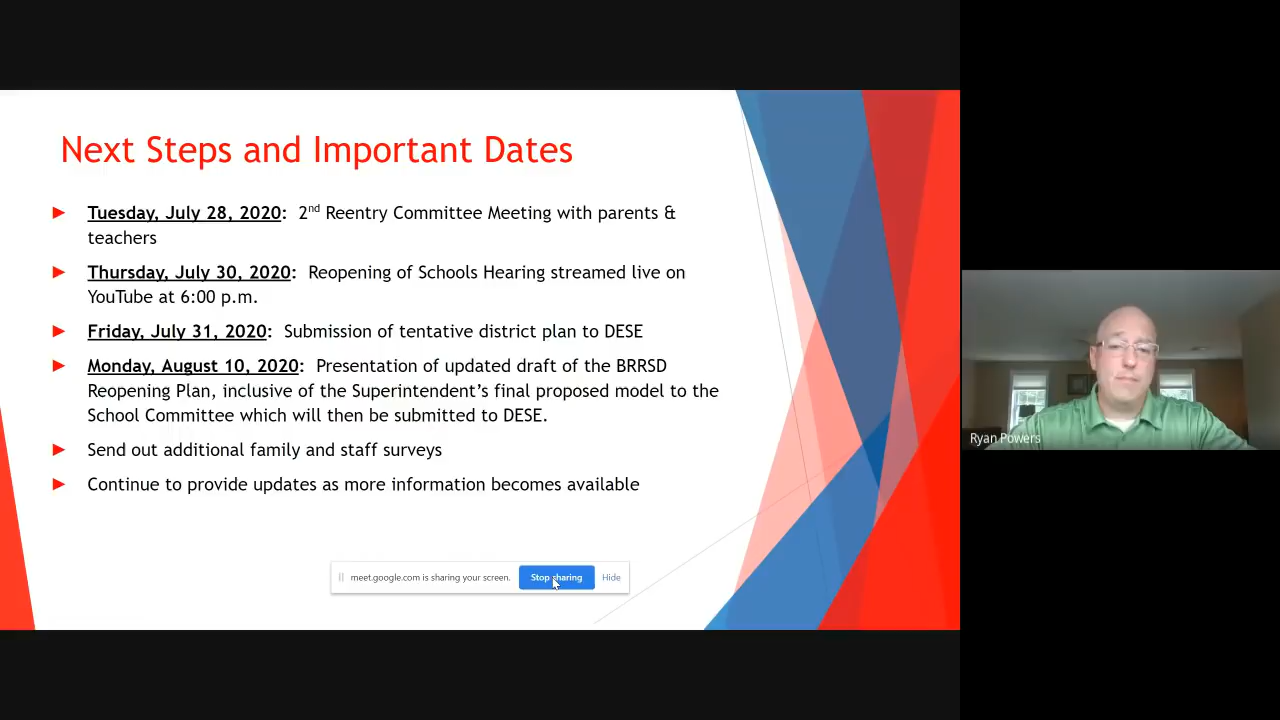 Next Steps and Important Dates
Tuesday, July 28, 2020: 2nd Reentry Committee Meeting with parents &
teachers
Thursday, July 30, 2020: Reopening of Schools Hearing streamed live on
YouTube at 6:00 p.m.
Friday, July 31, 2020: Submission of tentative district plan to DESE
Monday, August 10, 2020: Presentation of updated draft of the BRRSD
Reopening Plan, inclusive of the Superintendent’s final proposed model to the
School Committee which will then be submitted to DESE.
Send out additional family and staff surveys
Continue to provide updates as more information becomes available
meet.google.com is sharing your screen. Stop sharing Hide
Ryan Powers